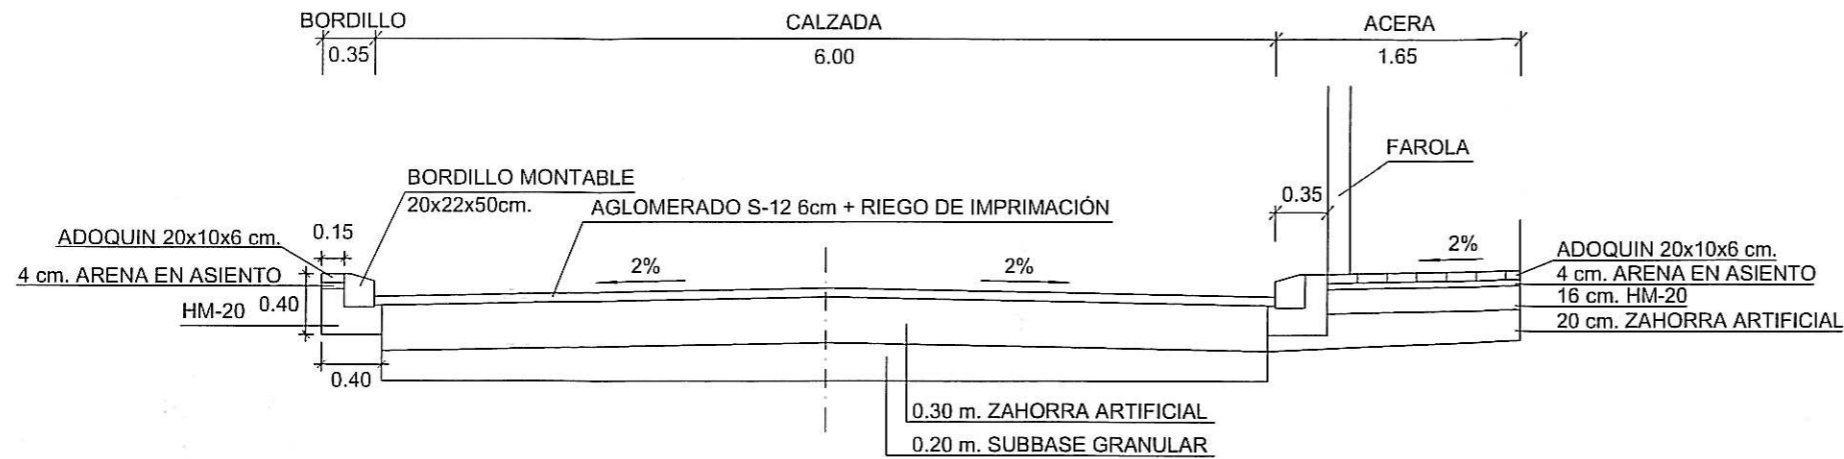 BORDILLO
CALZADA
ACERA
0.35
6.00
1.65
FAROLA
BORDILLO MONTABLE
20x22x50cm.
0.35
AGLOMERADO S-12 6cm + RIEGO DE IMPRIMACIÓN
ADOQUIN 20x10x6 cm.
0.15
2%
2%
2%
ADOQUIN 20x10x6 cm.
4 cm. ARENA EN ASIENTO
4 cm. ARENA EN ASIENTO
HM-20
0.40
16 cm. HM-20
20 cm. ZAHORRA ARTIFICIAL
0.40
0.30 m. ZAHORRA ARTIFICIAL
0.20 m. SUBBASE GRANULAR